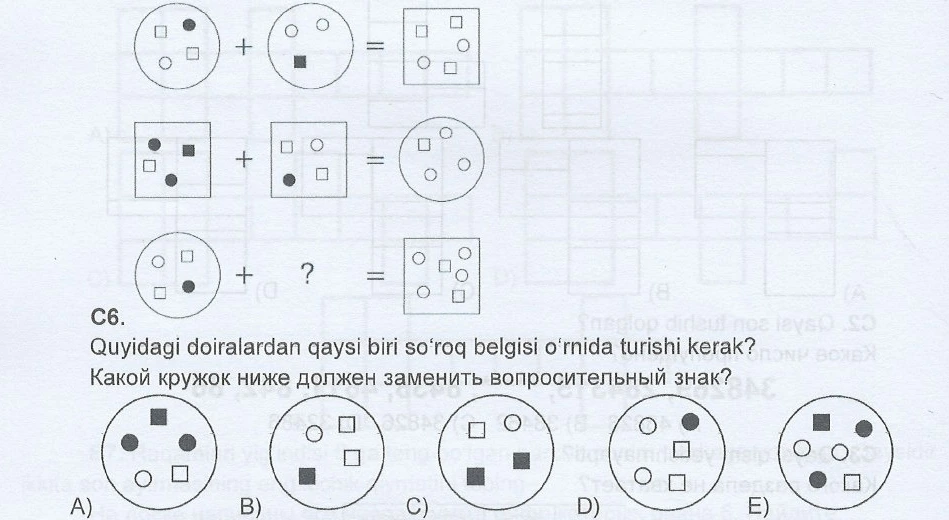 + =
+ =
+ ? =
C6.
Quyidagi doiralardan qaysi biri so‘roq belgisi o‘rnida turishi kerak?
Какой кружок ниже должен заменить вопросительный знак?
A) B) C) D) E)